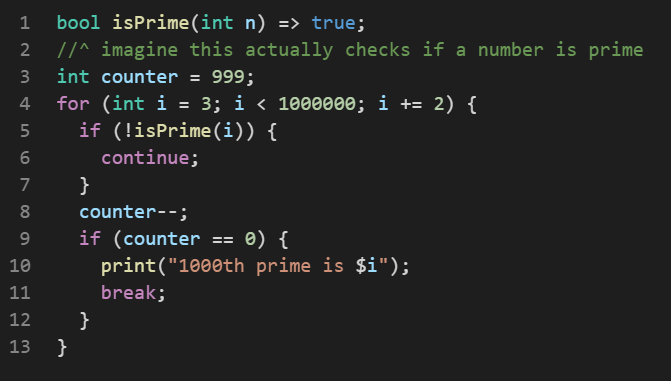 1 bool isPrime(int n) => true;
2 //^ imagine this actually checks if a number is prime
3 int counter = 999;
4 for (int i = 3; i < 1000000; i += 2) {
5   if (!isPrime(i)) {
6     continue;
7   }
8   counter--;
9   if (counter == 0) {
10     print("1000th prime is $i");
11     break;
12   }
13 }